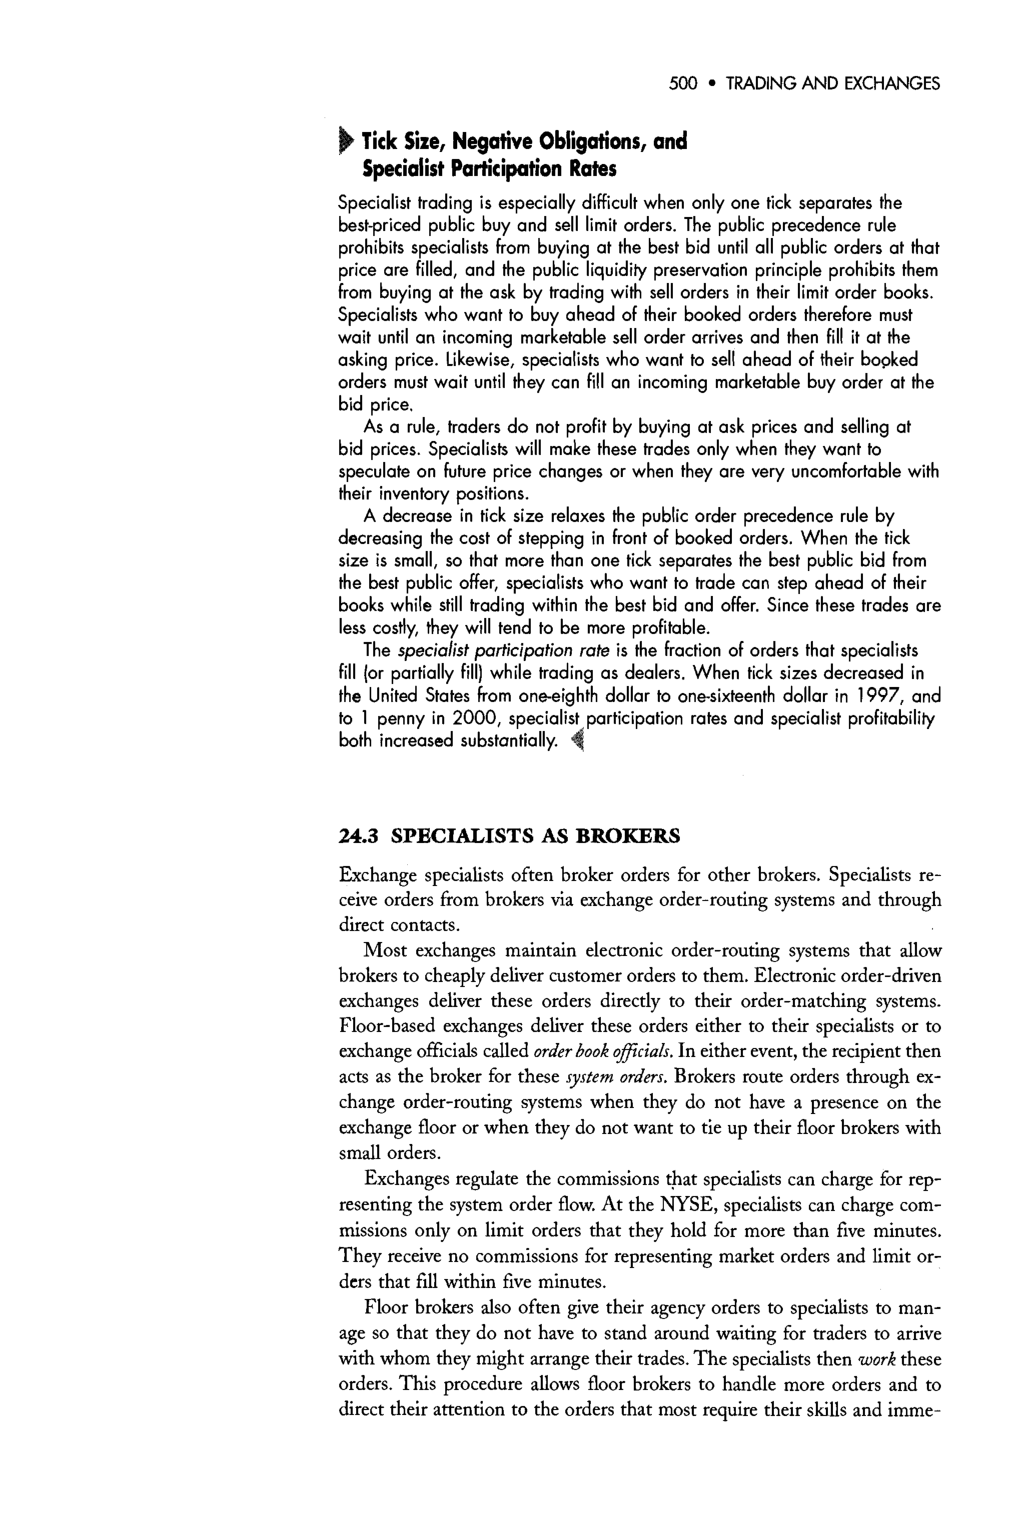 500 • TRADING AND EXCHANGES
Tick Size, Negative Obligations, and
Specialist Participation Rates
Specialist trading is especially difficult when only one tick separates the
best-priced public buy and sell limit orders. The public precedence rule
prohibits specialists from buying at the best bid until all public orders at that
price are filled, and the public liquidity preservation principle prohibits them
from buying at the ask by trading with sell orders in their limit order books.
Specialists who want to buy ahead of their booked orders therefore must
wait until an incoming marketable sell order arrives and then fill it at the
asking price. Likewise, specialists who want to sell ahead of their booked
orders must wait until they can fill an incoming marketable buy order at the
bid price.
As a rule, traders do not profit by buying at ask prices and selling at
bid prices. Specialists will make these trades only when they want to
speculate on future price changes or when they are very uncomfortable with
their inventory positions.
A decrease in tick size relaxes the public order precedence rule by
decreasing the cost of stepping in front of booked orders. When the tick
size is small, so that more than one tick separates the best public bid from
the best public offer, specialists who want to trade can step ahead of their
books while still trading within the best bid and offer. Since these trades are
less costly, they will tend to be more profitable.
The specialist participation rate is the fraction of orders that specialists
fill (or partially fill) while trading as dealers. When tick sizes decreased in
the United States from one-eighth dollar to one-sixteenth dollar in 1997, and
to 1 penny in 2000, specialist participation rates and specialist profitability
both increased substantially.
24.3 SPECIALISTS AS BROKERS
Exchange specialists often broker orders for other brokers. Specialists re-
ceive orders from brokers via exchange order-routing systems and through
direct contacts.
Most exchanges maintain electronic order-routing systems that allow
brokers to cheaply deliver customer orders to them. Electronic order-driven
exchanges deliver these orders directly to their order-matching systems.
Floor-based exchanges deliver these orders either to their specialists or to
exchange officials called order book officials. In either event, the recipient then
acts as the broker for these system orders. Brokers route orders through ex-
change order-routing systems when they do not have a presence on the
exchange floor or when they do not want to tie up their floor brokers with
small orders.
Exchanges regulate the commissions that specialists can charge for rep-
resenting the system order flow. At the NYSE, specialists can charge com-
missions only on limit orders that they hold for more than five minutes.
They receive no commissions for representing market orders and limit or-
ders that fill within five minutes.
Floor brokers also often give their agency orders to specialists to man-
age so that they do not have to stand around waiting for traders to arrive
with whom they might arrange their trades. The specialists then work these
orders. This procedure allows floor brokers to handle more orders and to
direct their attention to the orders that most require their skills and imme-